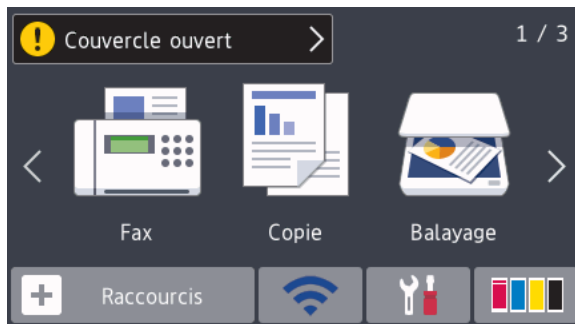 Couvercle ouvert
1 / 3
Fax
Copie
Balayage
Raccourcis